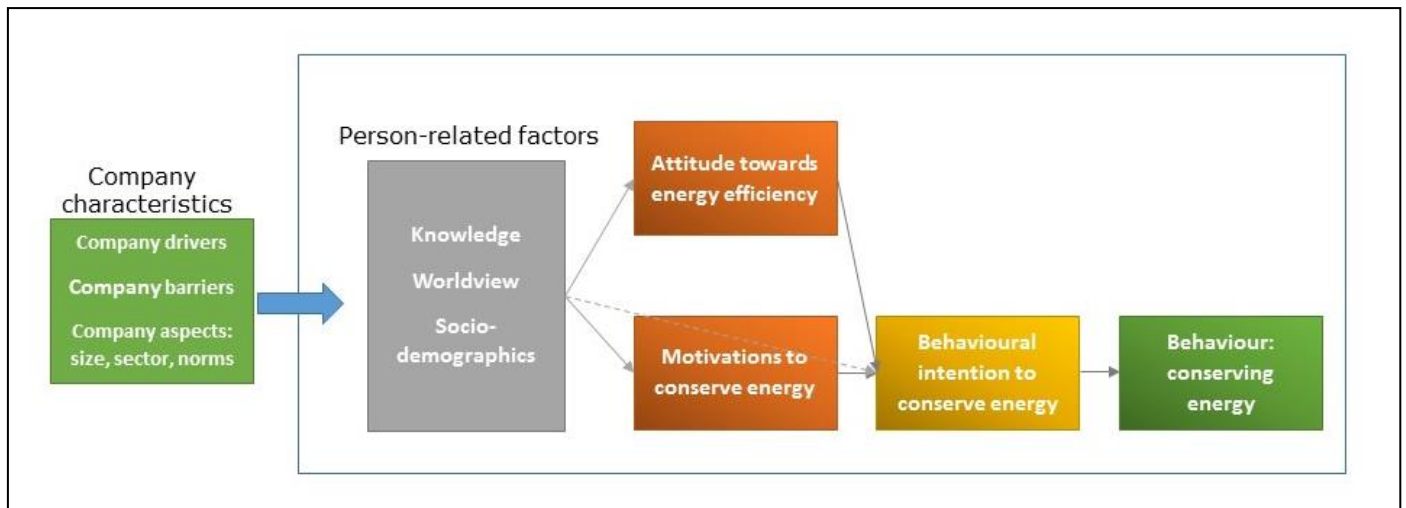 Company
characteristics
Company drivers
Company barriers
Company aspects:
size, sector, norms
Person-related factors
Knowledge
Worldview
Socio-
demographics
Attitude towards
energy efficiency
Motivations to
conserve energy
Behavioural
intention to
conserve energy
Behaviour:
conserving
energy